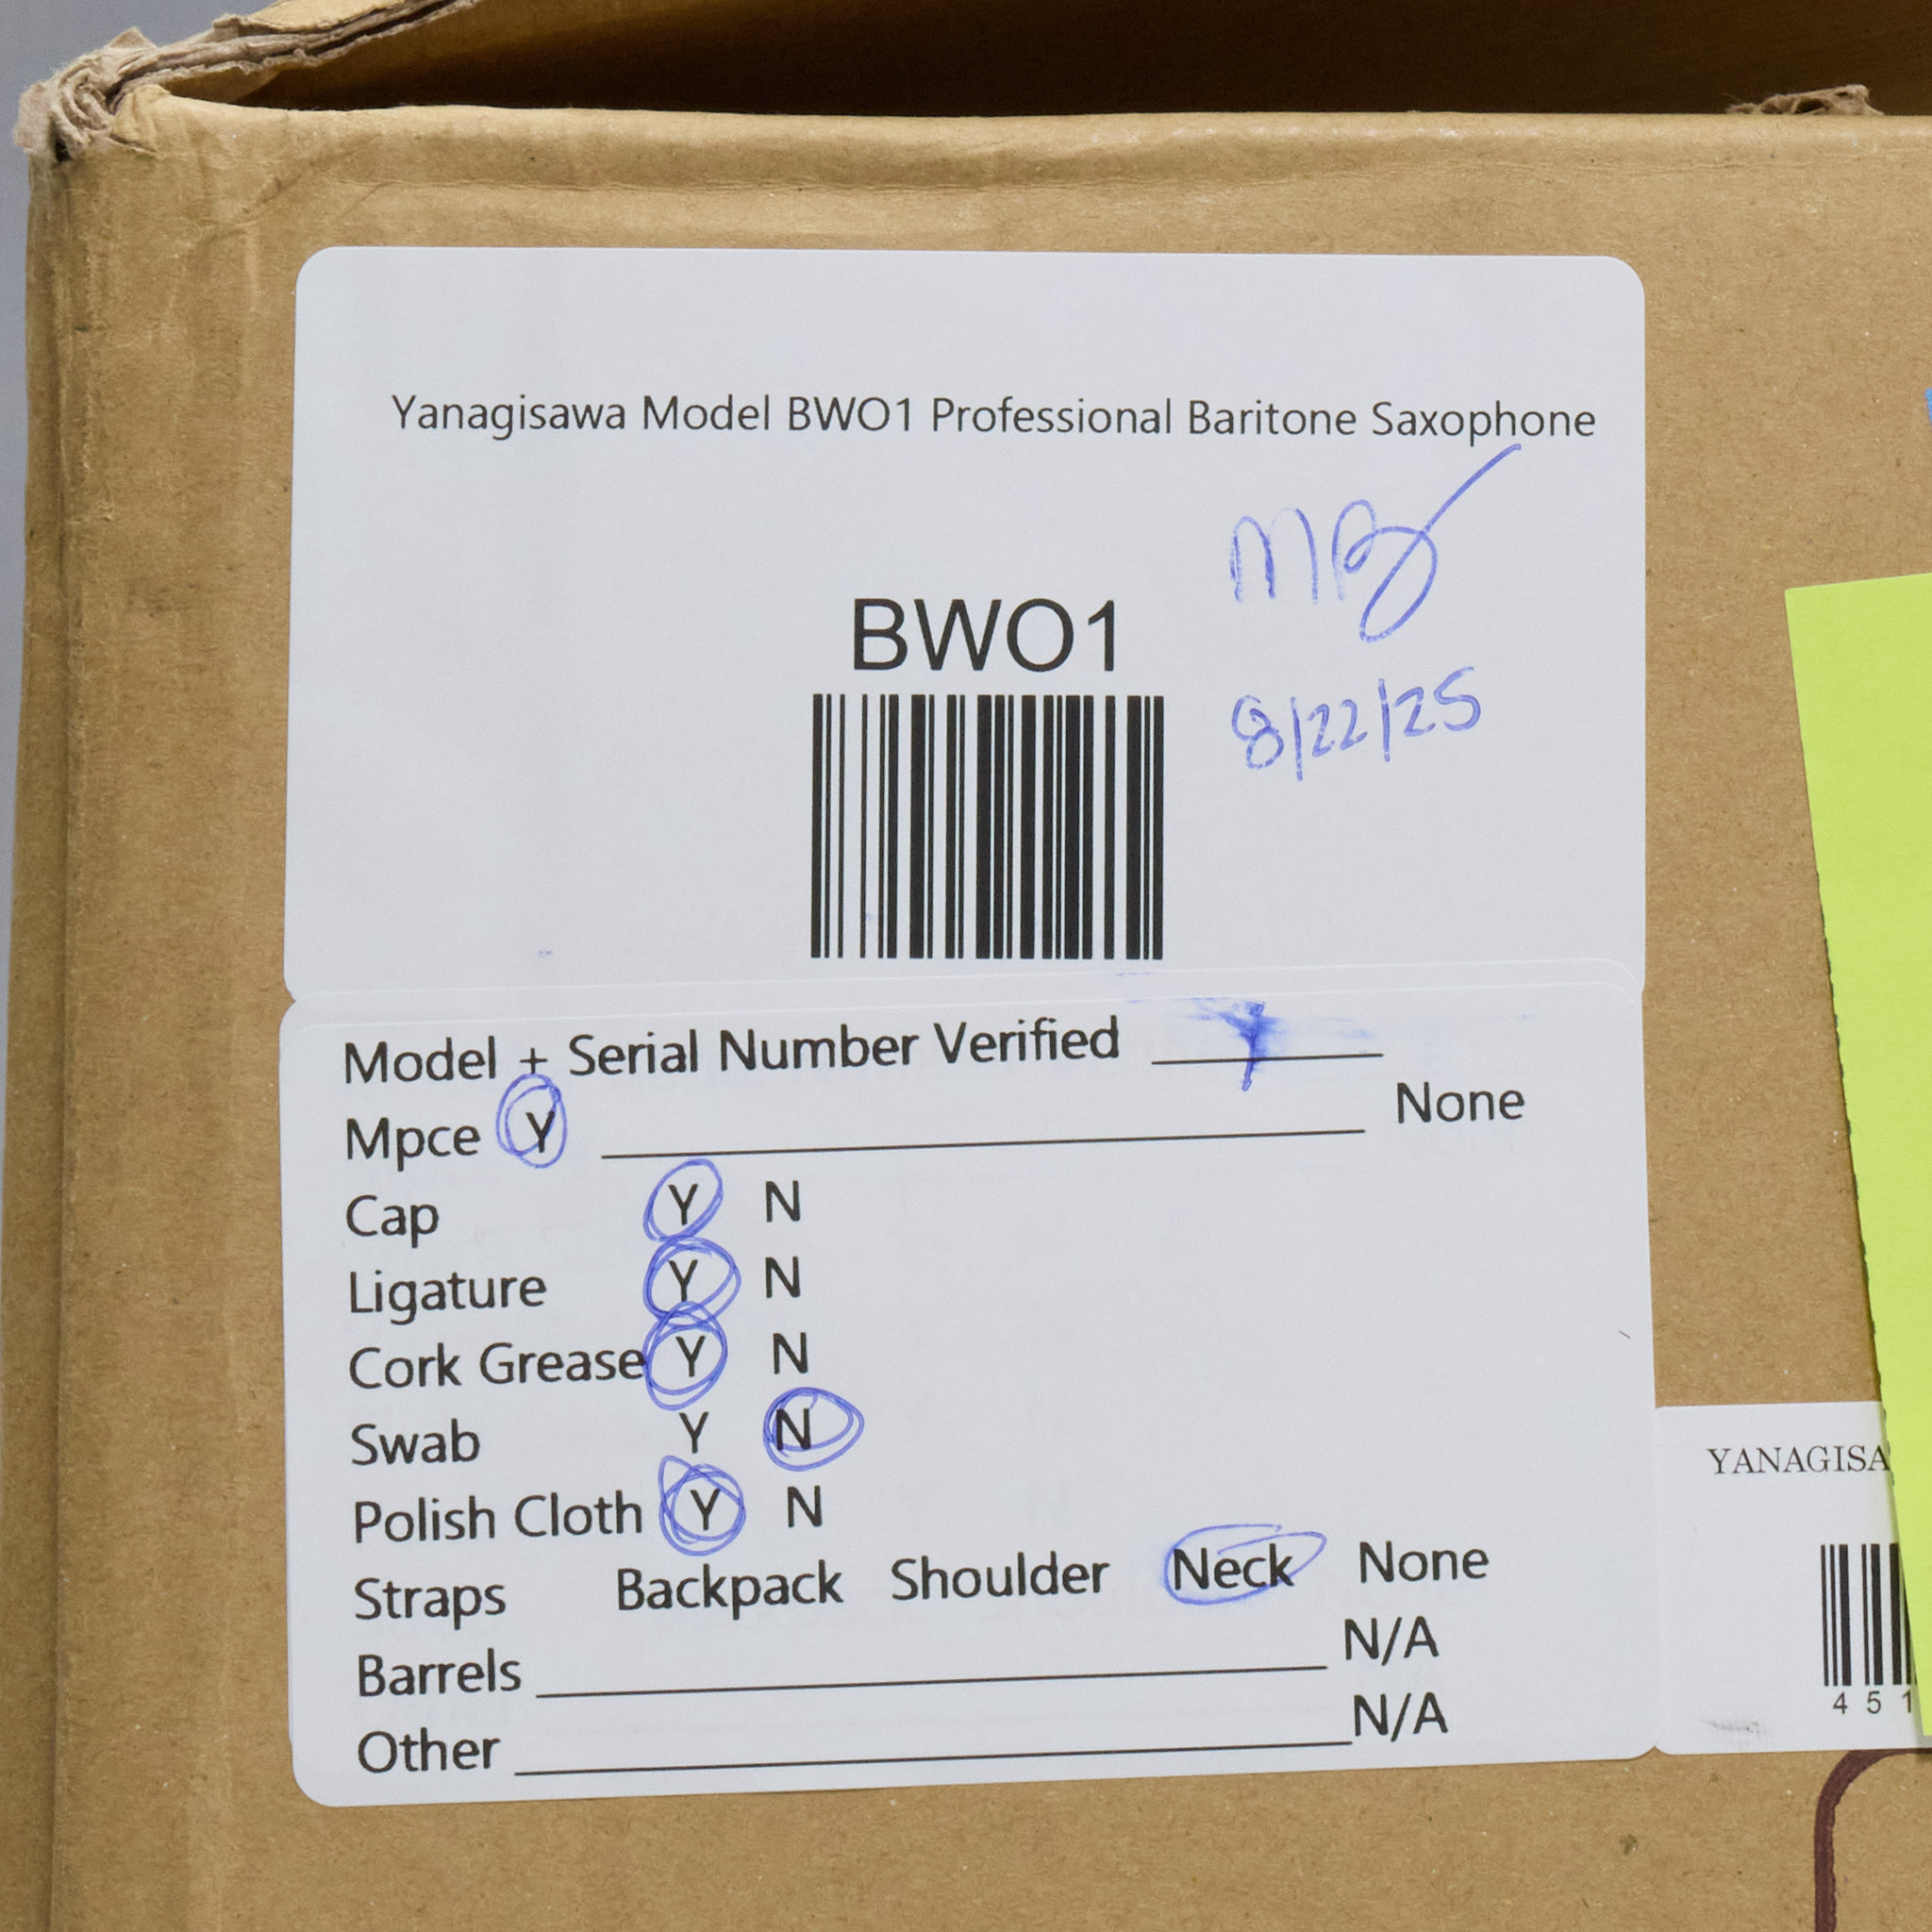 Yanagisawa Model BWO1 Professional Baritone Saxophone
BWO1
8/22/25
Model + Serial Number Verified Y
Mpce Y None
Cap Y N
Ligature Y N
Cork Grease Y N
Swab Y N
Polish Cloth Y N
Straps Backpack Shoulder Neck None
Barrels N/A
Other N/A
YANAGISA
4 5 1